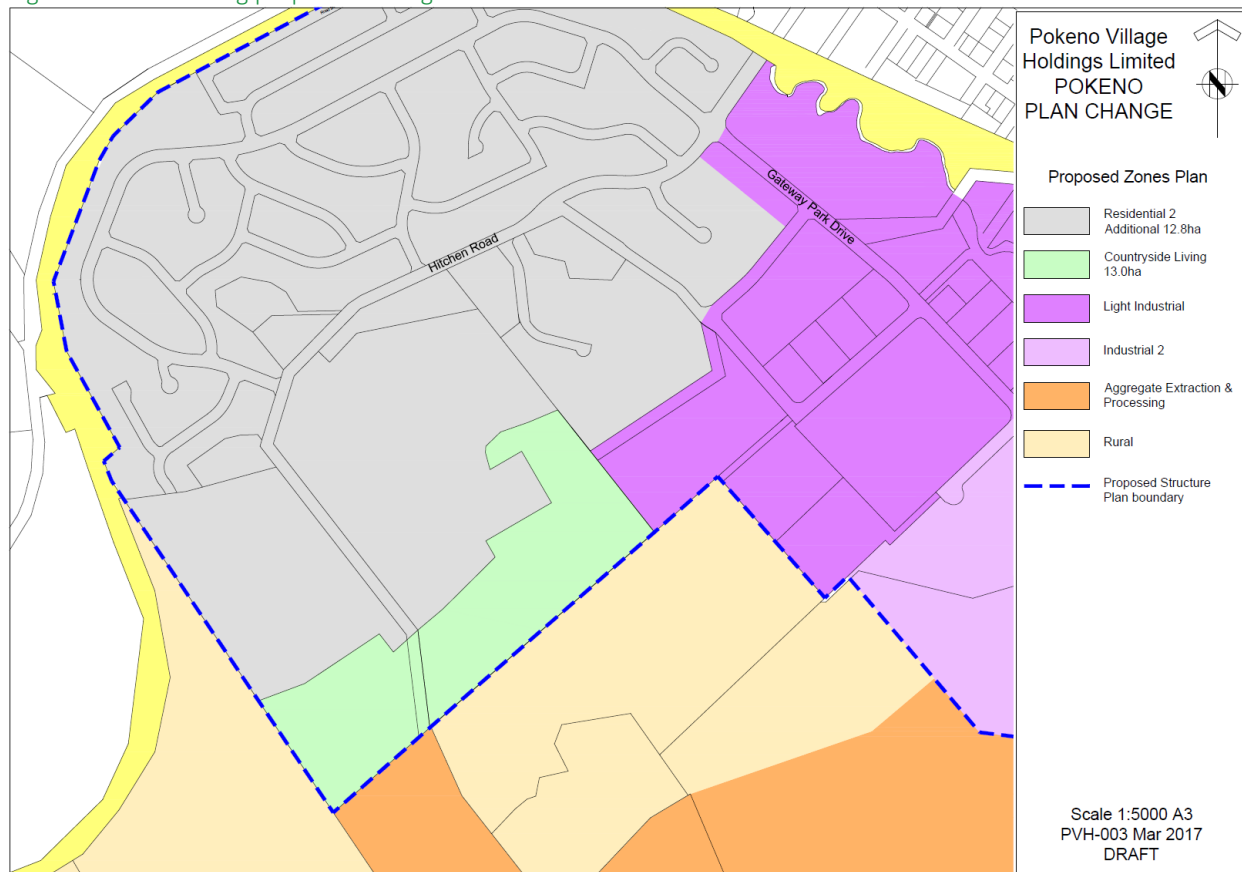 Pokeno Village
Holdings Limited
POKENO
PLAN CHANGE
Proposed Zones Plan
Residential 2
Additional 12.8ha
Countryside Living
13.0ha
Light Industrial
Industrial 2
Aggregate Extraction &
Processing
Rural
Proposed Structure
Plan boundary
Scale 1:5000 A3
PVH-003 Mar 2017
DRAFT
Gateway Park Drive
Hitchen Road